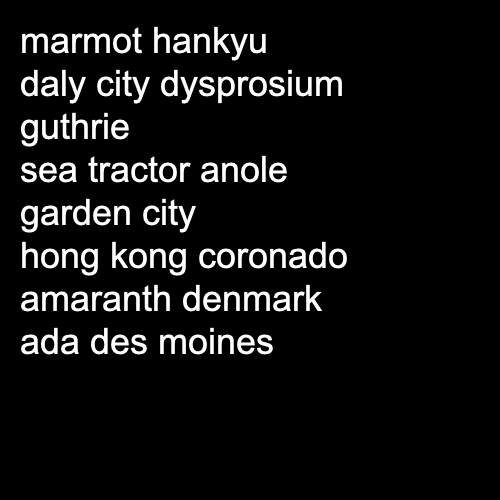 marmot hankyu
daly city dysprosium
guthrie
sea tractor anole
garden city
hong kong coronado
amaranth denmark
ada des moines